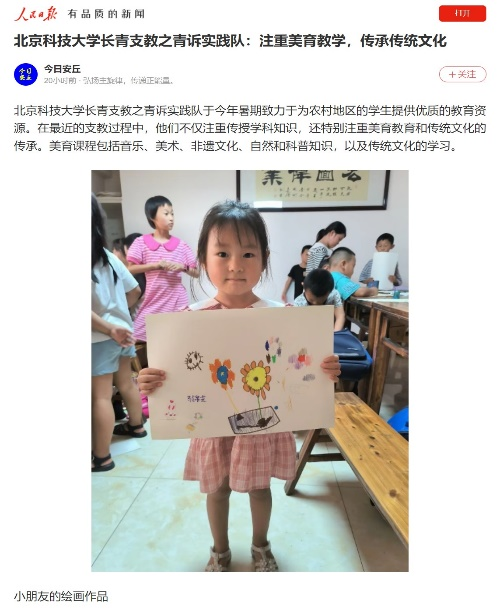 人民日报 有品质的新闻
打开
北京科技大学长青支教之青诉实践队：注重美育教学，传承传统文化
今日安丘
20小时前 · 弘扬主旋律，传递正能量。
+关注
北京科技大学长青支教之青诉实践队于今年暑期致力于为农村地区的学生提供优质的教育资
源。在最近的支教过程中，他们不仅注重传授学科知识，还特别注重美育教育和传统文化的
传承。美育课程包括音乐、美术、非遗文化、自然和科普知识，以及传统文化的学习。
小朋友的绘画作品